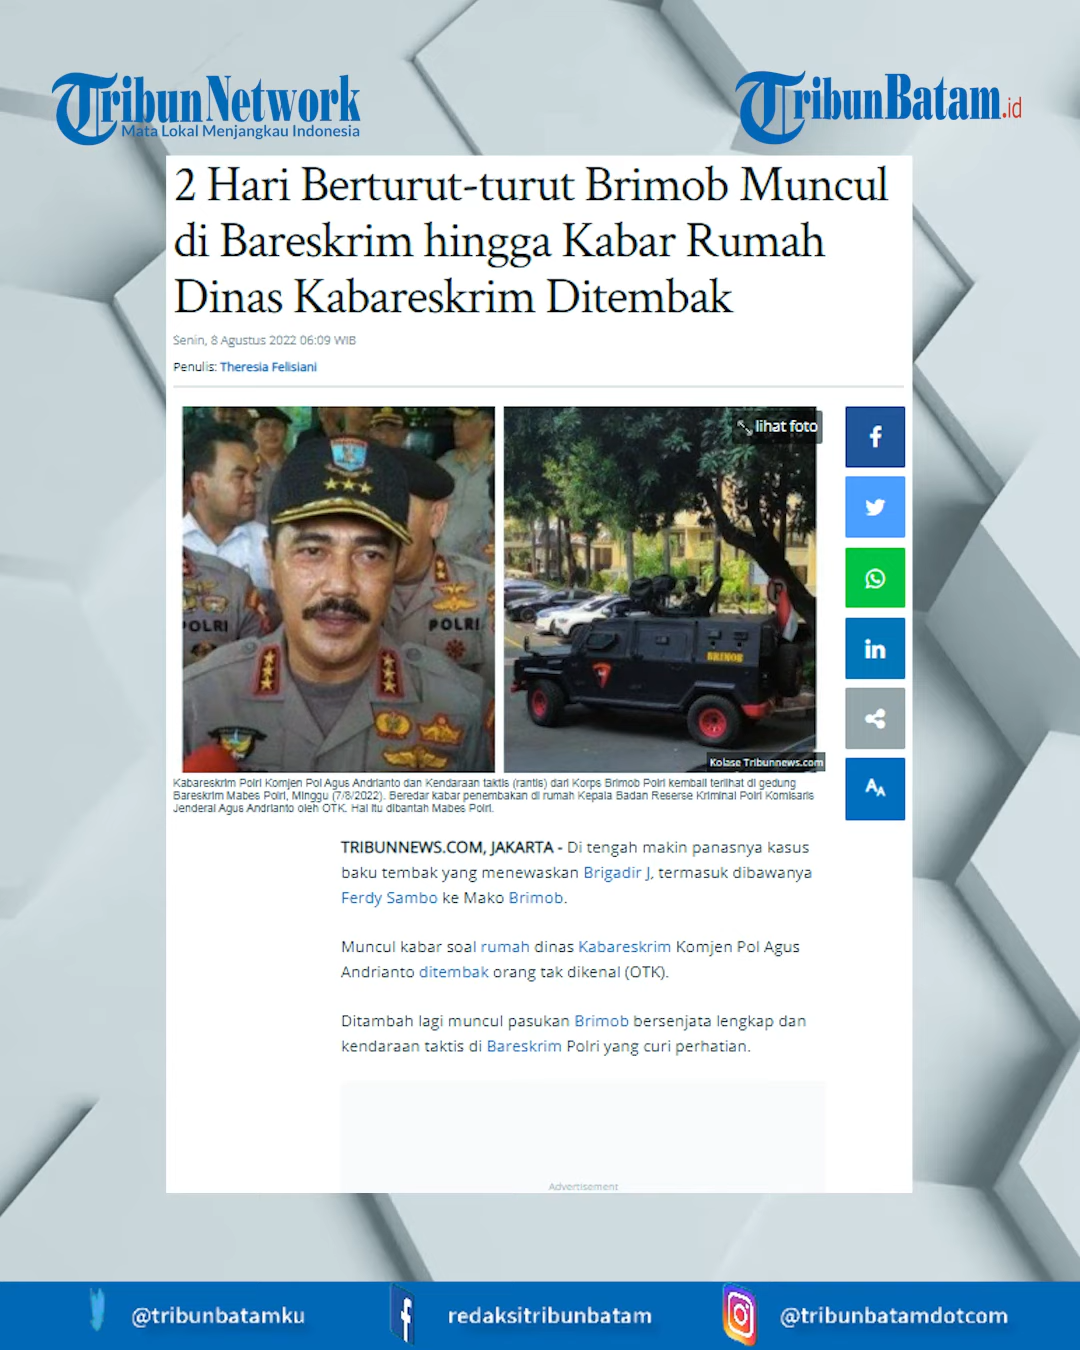 Tribun Network
Mata Lokal Menjangkau Indonesia
TribunBatam.id
2 Hari Berturut-turut Brimob Muncul
di Bareskrim hingga Kabar Rumah
Dinas Kabareskrim Ditembak
Senin, 8 Agustus 2022 06:09 WIB
Penulis: Theresia Felisiani
lihat foto
POLRI
POLRI
BRIMOB
Kolase Tribunnews.com
Kabareskrim Polri Komjen Pol Agus Andrianto dan Kendaraan taktis (rantis) dari Korps Brimob Polri kembali terlihat di gedung
Bareskrim Mabes Polri, Minggu (7/8/2022). Beredar kabar penembakan di rumah Kepala Badan Reserse Kriminal Polri Komisaris
Jenderal Agus Andrianto oleh OTK. Hal itu dibantah Mabes Polri.
TRIBUNNEWS.COM, JAKARTA - Di tengah makin panasnya kasus
baku tembak yang menewaskan Brigadir J, termasuk dibawanya
Ferdy Sambo ke Mako Brimob.
Muncul kabar soal rumah dinas Kabareskrim Komjen Pol Agus
Andrianto ditembak orang tak dikenal (OTK).
Ditambah lagi muncul pasukan Brimob bersenjata lengkap dan
kendaraan taktis di Bareskrim Polri yang curi perhatian.
Advertisement
@tribunbatamku
redaksitribunbatam
@tribunbatamdotcom